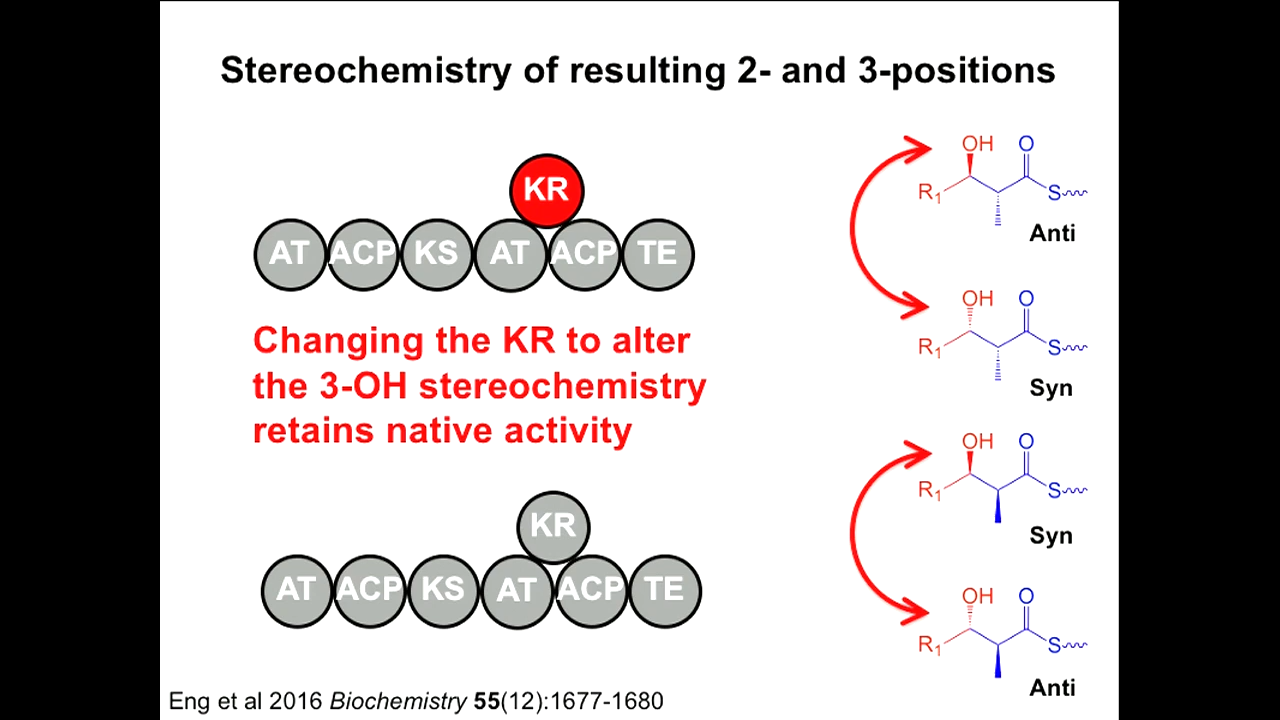 Stereochemistry of resulting 2- and 3-positions
KR
AT ACP KS AT ACP TE
Changing the KR to alter
the 3-OH stereochemistry
retains native activity
KR
AT ACP KS AT ACP TE
Eng et al 2016 Biochemistry 55(12):1677-1680
OH O
R1 S
Anti
OH O
R1 S
Syn
OH O
R1 S
Syn
OH O
R1 S
Anti